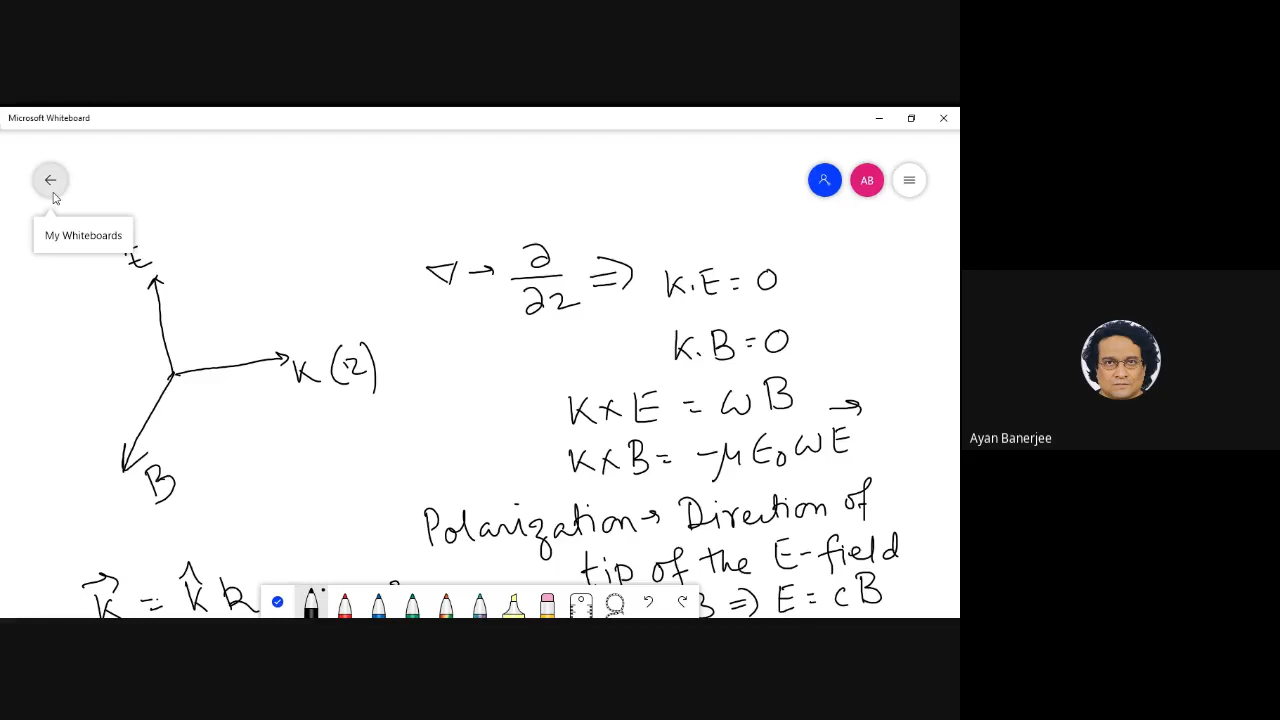 Microsoft Whiteboard
AB
My Whiteboards
E
∇ → ∂/∂z ⇒ K.E = 0
K.B = 0
K (z)
K × E = ωB
K × B = -μ ε₀ ω E
B
Polarization → Direction of
tip of the E-field
K = K̂ k
B ⇒ E = cB
Ayan Banerjee